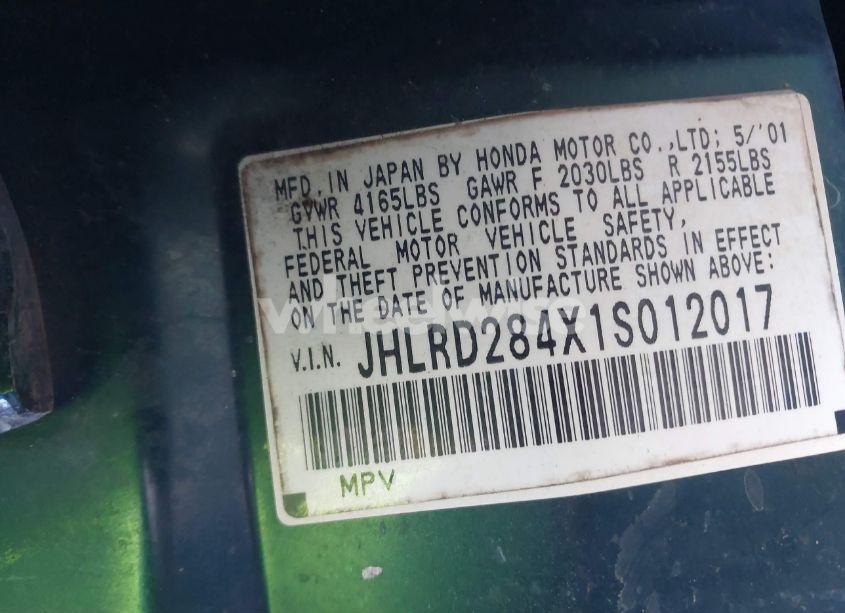 MFD. IN JAPAN BY HONDA MOTOR CO.,LTD; 5/'01
GVWR 4165LBS GAWR F 2030LBS R 2155LBS
THIS VEHICLE CONFORMS TO ALL APPLICABLE
FEDERAL MOTOR VEHICLE SAFETY,
AND THEFT PREVENTION STANDARDS IN EFFECT
ON THE DATE OF MANUFACTURE SHOWN ABOVE:
wheelwise
V.I.N. JHLRD284X1S012017
MPV